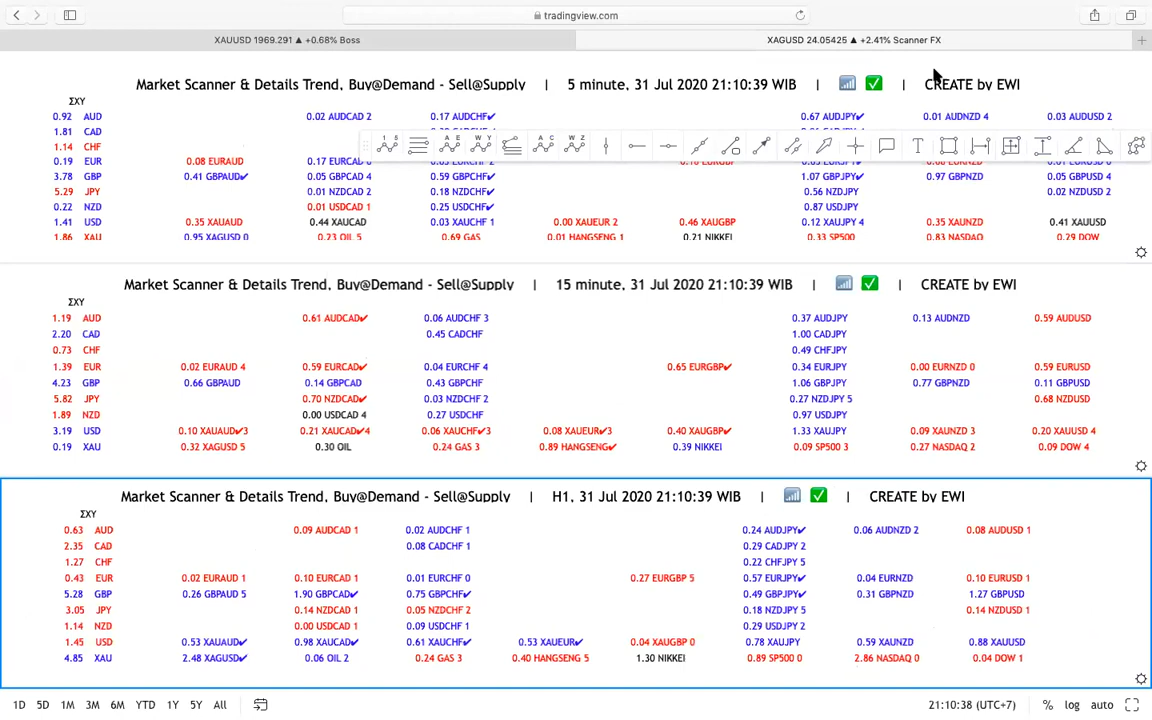 tradingview.com
XAUUSD 1969.291 ▲ +0.68% Boss XAGUSD 24.05425 ▲ +2.41% Scanner FX
Market Scanner & Details Trend, Buy@Demand - Sell@Supply | 5 minute, 31 Jul 2020 21:10:39 WIB | 📶 ✅ | CREATE by EWI
ΣXY
0.92 AUD 0.02 AUDCAD 2 0.17 AUDCHF✔ 0.67 AUDJPY✔ 0.01 AUDNZD 4 0.03 AUDUSD 2
1.81 CAD
1.14 CHF
0.19 EUR 0.08 EURAUD 0.17 EURCAD
3.78 GBP 0.41 GBPAUD✔ 0.05 GBPCAD 4 0.59 GBPCHF✔ 1.07 GBPJPY✔ 0.97 GBPNZD 0.05 GBPUSD 4
5.29 JPY 0.01 NZDCAD 2 0.18 NZDCHF✔ 0.56 NZDJPY 0.02 NZDUSD 2
0.22 NZD 0.01 USDCAD 1 0.25 USDCHF✔ 0.87 USDJPY
1.41 USD 0.35 XAUAUD 0.44 XAUCAD 0.03 XAUCHF 1 0.00 XAUEUR 2 0.46 XAUGBP 0.12 XAUJPY 4 0.35 XAUNZD 0.41 XAUUSD
1.86 XAU 0.95 XAGUSD 0 0.23 OIL 5 0.69 GAS 0.01 HANGSENG 1 0.21 NIKKEI 0.33 SP500 0.83 NASDAQ 0.29 DOW
Market Scanner & Details Trend, Buy@Demand - Sell@Supply | 15 minute, 31 Jul 2020 21:10:39 WIB | 📶 ✅ | CREATE by EWI
ΣXY
1.19 AUD 0.61 AUDCAD✔ 0.06 AUDCHF 3 0.37 AUDJPY 0.13 AUDNZD 0.59 AUDUSD
2.20 CAD 0.45 CADCHF 1.00 CADJPY
0.73 CHF 0.49 CHFJPY
1.39 EUR 0.02 EURAUD 4 0.59 EURCAD✔ 0.04 EURCHF 4 0.65 EURGBP✔ 0.34 EURJPY 0.00 EURNZD 0 0.59 EURUSD
4.23 GBP 0.66 GBPAUD 0.14 GBPCAD 0.43 GBPCHF 1.06 GBPJPY 0.77 GBPNZD 0.11 GBPUSD
5.82 JPY 0.70 NZDCAD✔ 0.03 NZDCHF 2 0.27 NZDJPY 5 0.68 NZDUSD
1.89 NZD 0.00 USDCAD 4 0.27 USDCHF 0.97 USDJPY
3.19 USD 0.10 XAUAUD✔3 0.21 XAUCAD✔4 0.06 XAUCHF✔3 0.08 XAUEUR✔3 0.40 XAUGBP✔ 1.33 XAUJPY 0.09 XAUNZD 3 0.20 XAUUSD 4
0.19 XAU 0.32 XAGUSD 5 0.30 OIL 0.24 GAS 3 0.89 HANGSENG✔ 0.39 NIKKEI 0.09 SP500 3 0.27 NASDAQ 2 0.09 DOW 4
Market Scanner & Details Trend, Buy@Demand - Sell@Supply | H1, 31 Jul 2020 21:10:39 WIB | 📶 ✅ | CREATE by EWI
ΣXY
0.63 AUD 0.09 AUDCAD 1 0.02 AUDCHF 1 0.24 AUDJPY✔ 0.06 AUDNZD 2 0.08 AUDUSD 1
2.35 CAD 0.08 CADCHF 1 0.29 CADJPY 2
1.27 CHF 0.22 CHFJPY 5
0.43 EUR 0.02 EURAUD 1 0.10 EURCAD 1 0.01 EURCHF 0 0.27 EURGBP 5 0.57 EURJPY✔ 0.04 EURNZD 0.10 EURUSD 1
5.28 GBP 0.26 GBPAUD 5 1.90 GBPCAD✔ 0.75 GBPCHF✔ 0.49 GBPJPY✔ 0.31 GBPNZD 1.27 GBPUSD
3.05 JPY 0.14 NZDCAD 1 0.05 NZDCHF 2 0.18 NZDJPY 5 0.14 NZDUSD 1
1.14 NZD 0.00 USDCAD 1 0.09 USDCHF 1 0.29 USDJPY 2
1.45 USD 0.53 XAUAUD✔ 0.98 XAUCAD✔ 0.61 XAUCHF✔ 0.53 XAUEUR✔ 0.04 XAUGBP 0 0.78 XAUJPY 0.59 XAUNZD 0.88 XAUUSD
4.85 XAU 2.48 XAGUSD✔ 0.06 OIL 2 0.24 GAS 3 0.40 HANGSENG 5 1.30 NIKKEI 0.89 SP500 0 2.86 NASDAQ 0 0.04 DOW 1
1D 5D 1M 3M 6M YTD 1Y 5Y All 21:10:38 (UTC+7) % log auto